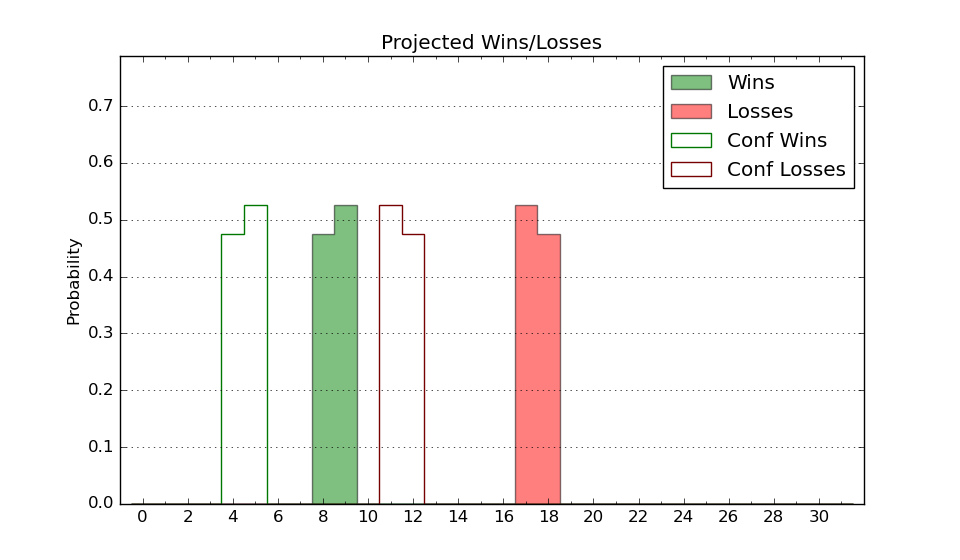 Projected Wins/Losses
Wins
Losses
Conf Wins
Conf Losses
Probability
0.7
0.6
0.5
0.4
0.3
0.2
0.1
0.0
0 2 4 6 8 10 12 14 16 18 20 22 24 26 28 30